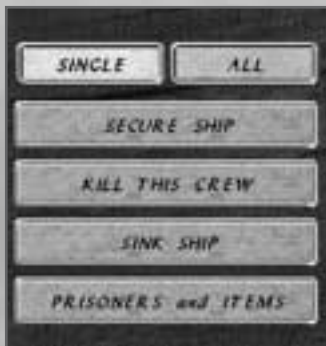 SINGLE ALL
SECURE SHIP
KILL THIS CREW
SINK SHIP
PRISONERS and ITEMS